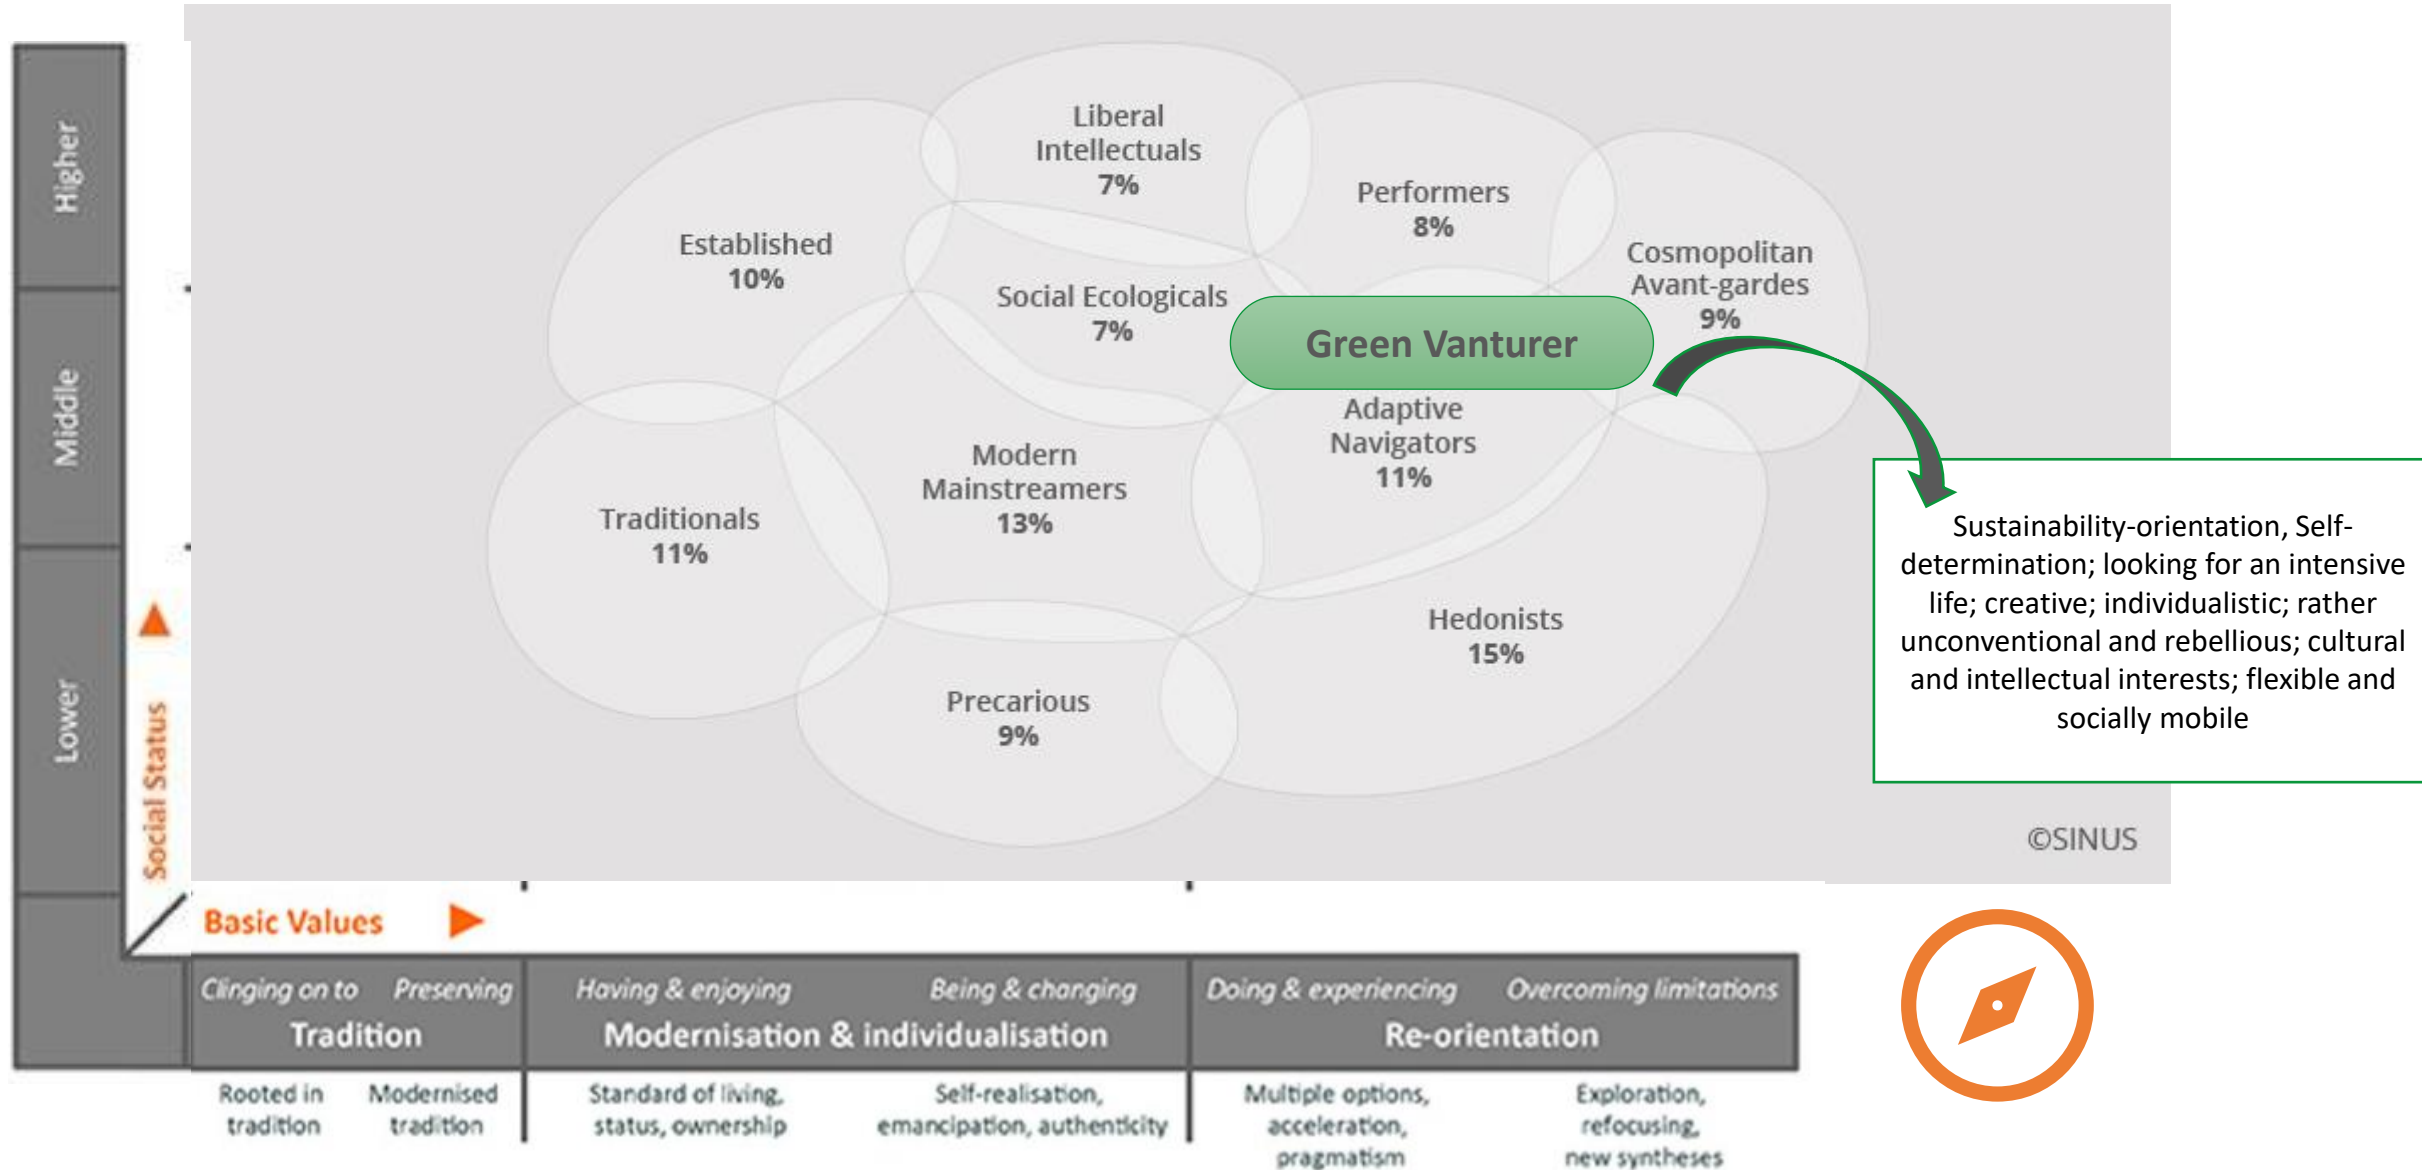 Higher
Middle
Lower
Social Status
Liberal
Intellectuals
7%
Performers
8%
Established
10%
Cosmopolitan
Avant-gardes
9%
Social Ecologicals
7%
Green Vanturer
Adaptive
Navigators
11%
Modern
Mainstreamers
13%
Traditionals
11%
Hedonists
15%
Precarious
9%
Sustainability-orientation, Self-
determination; looking for an intensive
life; creative; individualistic; rather
unconventional and rebellious; cultural
and intellectual interests; flexible and
socially mobile
©SINUS
Basic Values
Clinging on to Preserving
Tradition
Having & enjoying Being & changing
Modernisation & individualisation
Doing & experiencing Overcoming limitations
Re-orientation
Rooted in
tradition
Modernised
tradition
Standard of living,
status, ownership
Self-realisation,
emancipation, authenticity
Multiple options,
acceleration,
pragmatism
Exploration,
refocusing,
new syntheses